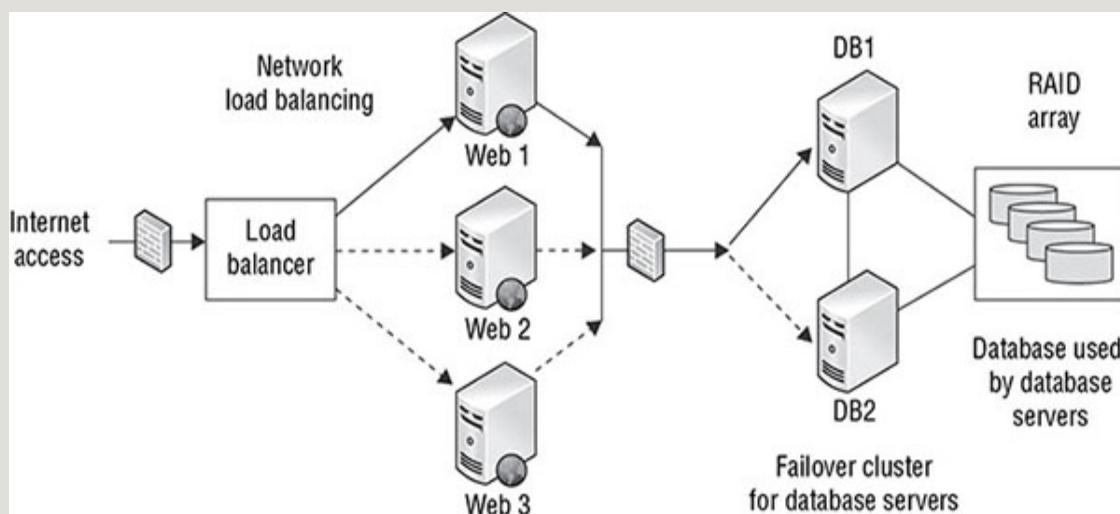 Network
load balancing
Web 1
Internet
access
Load
balancer
Web 2
Web 3
DB1
RAID
array
DB2
Database used
by database
servers
Failover cluster
for database servers